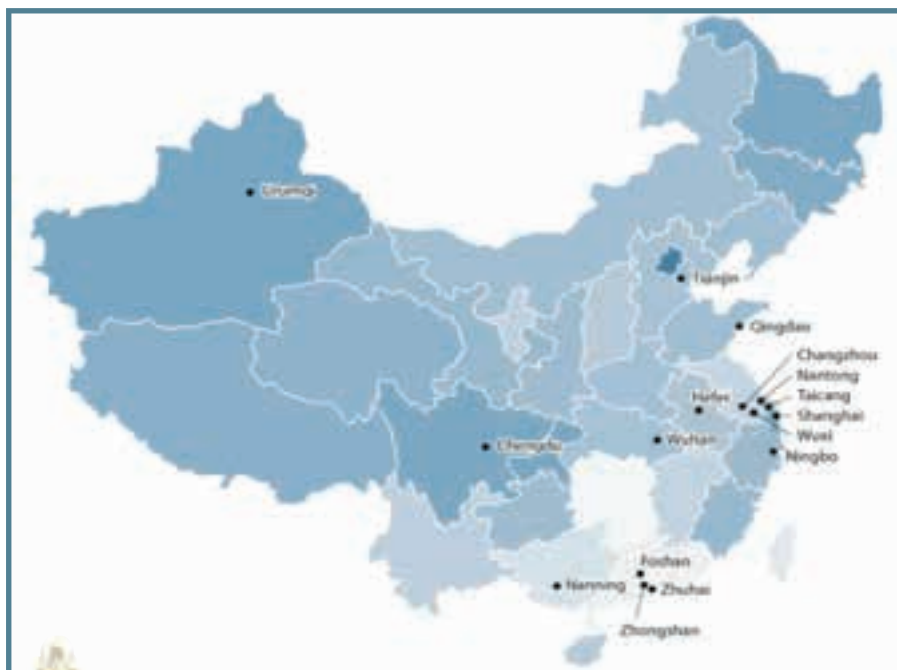 Urumqi
Tianjin
Qingdao
Changzhou
Nantong
Taicang
Hefei
Shanghai
Wuxi
WuHan
Chengdu
Ningbo
Foshan
Nanning
Zhuhai
Zhongshan